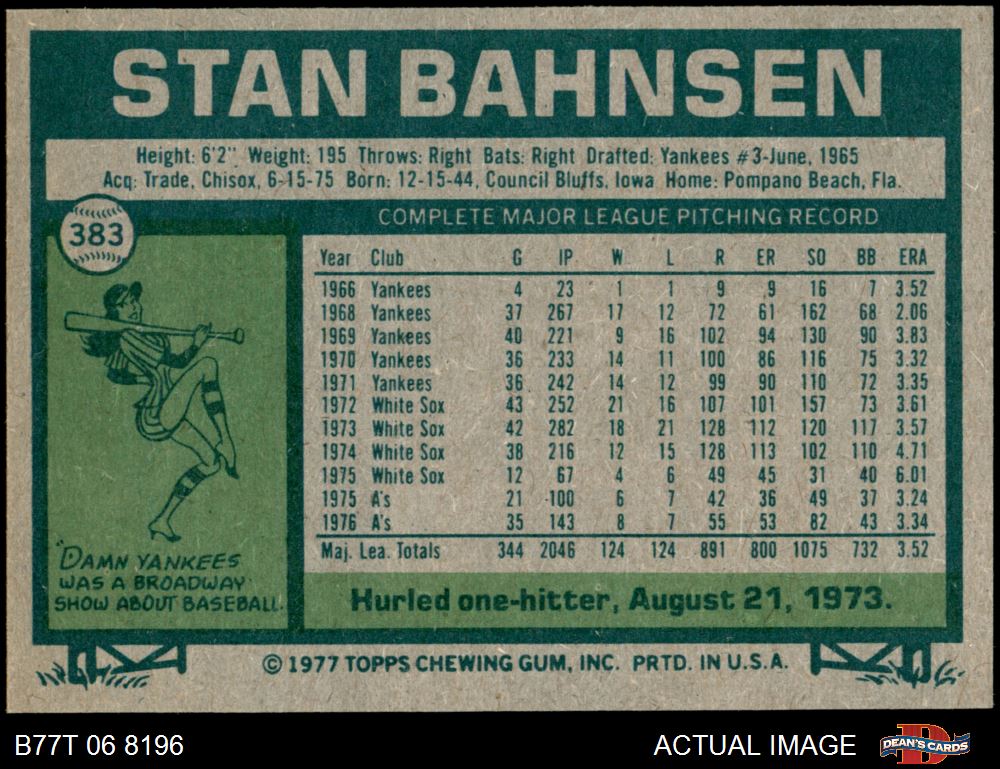 STAN BAHNSEN
Height: 6'2" Weight: 195 Throws: Right Bats: Right Drafted: Yankees #3-June, 1965
Acq: Trade, Chisox, 6-15-75 Born: 12-15-44, Council Bluffs, Iowa Home: Pompano Beach, Fla.
383
COMPLETE MAJOR LEAGUE PITCHING RECORD
Year Club G IP W L R ER SO BB ERA
1966 Yankees 4 23 1 1 9 9 16 7 3.52
1968 Yankees 37 267 17 12 72 61 162 68 2.06
1969 Yankees 40 221 9 16 102 94 130 90 3.83
1970 Yankees 36 233 14 11 100 86 116 75 3.32
1971 Yankees 36 242 14 12 99 90 110 72 3.35
1972 White Sox 43 252 21 16 107 101 157 73 3.61
1973 White Sox 42 282 18 21 128 112 120 117 3.57
1974 White Sox 38 216 12 15 128 113 102 110 4.71
1975 White Sox 12 67 4 6 49 45 31 40 6.01
1975 A's 21 100 6 7 42 36 49 37 3.24
1976 A's 35 143 8 7 55 53 82 43 3.34
Maj. Lea. Totals 344 2046 124 124 891 800 1075 732 3.52
"DAMN YANKEES
WAS A BROADWAY
SHOW ABOUT BASEBALL.
Hurled one-hitter, August 21, 1973.
© 1977 TOPPS CHEWING GUM, INC. PRTD. IN U.S.A.
B77T 06 8196
ACTUAL IMAGE
DEAN'S CARDS